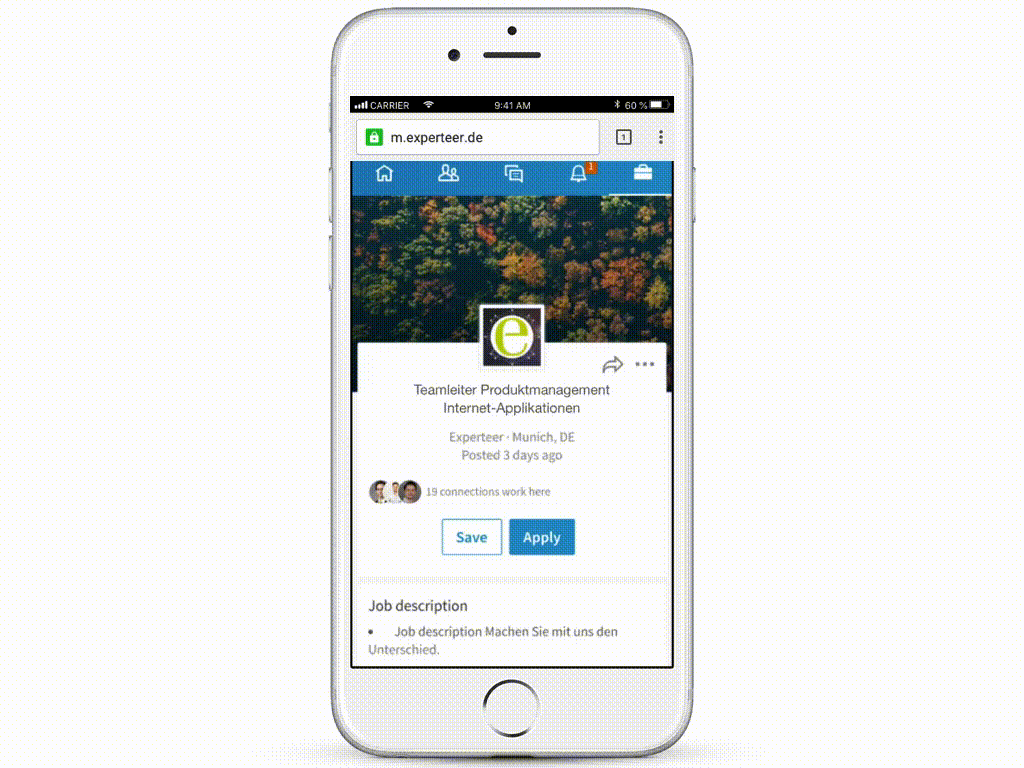 CARRIER 9:41 AM 60 %
m.experteer.de 1
1
e
Teamleiter Produktmanagement
Internet-Applikationen
Experteer · Munich, DE
Posted 3 days ago
19 connections work here
Save Apply
Job description
• Job description Machen Sie mit uns den
Unterschied.